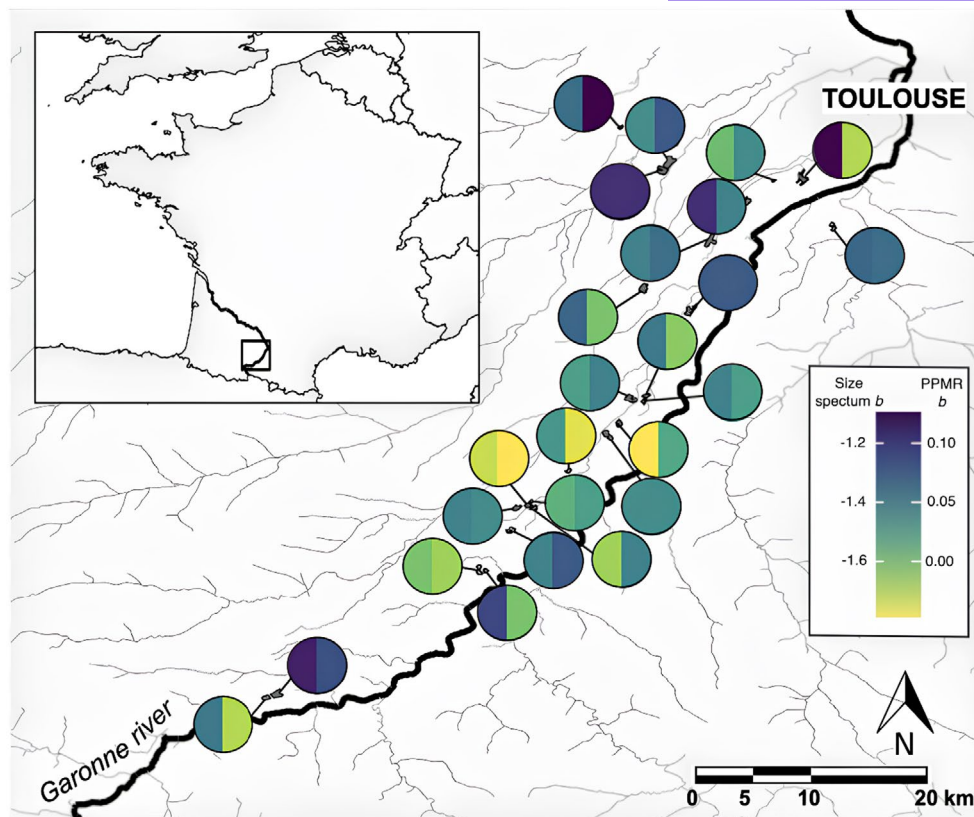 TOULOUSE
Size PPMR
spectum b b
-1.2 0.10
-1.4 0.05
-1.6 0.00
Garonne river
N
0 5 10 20 km